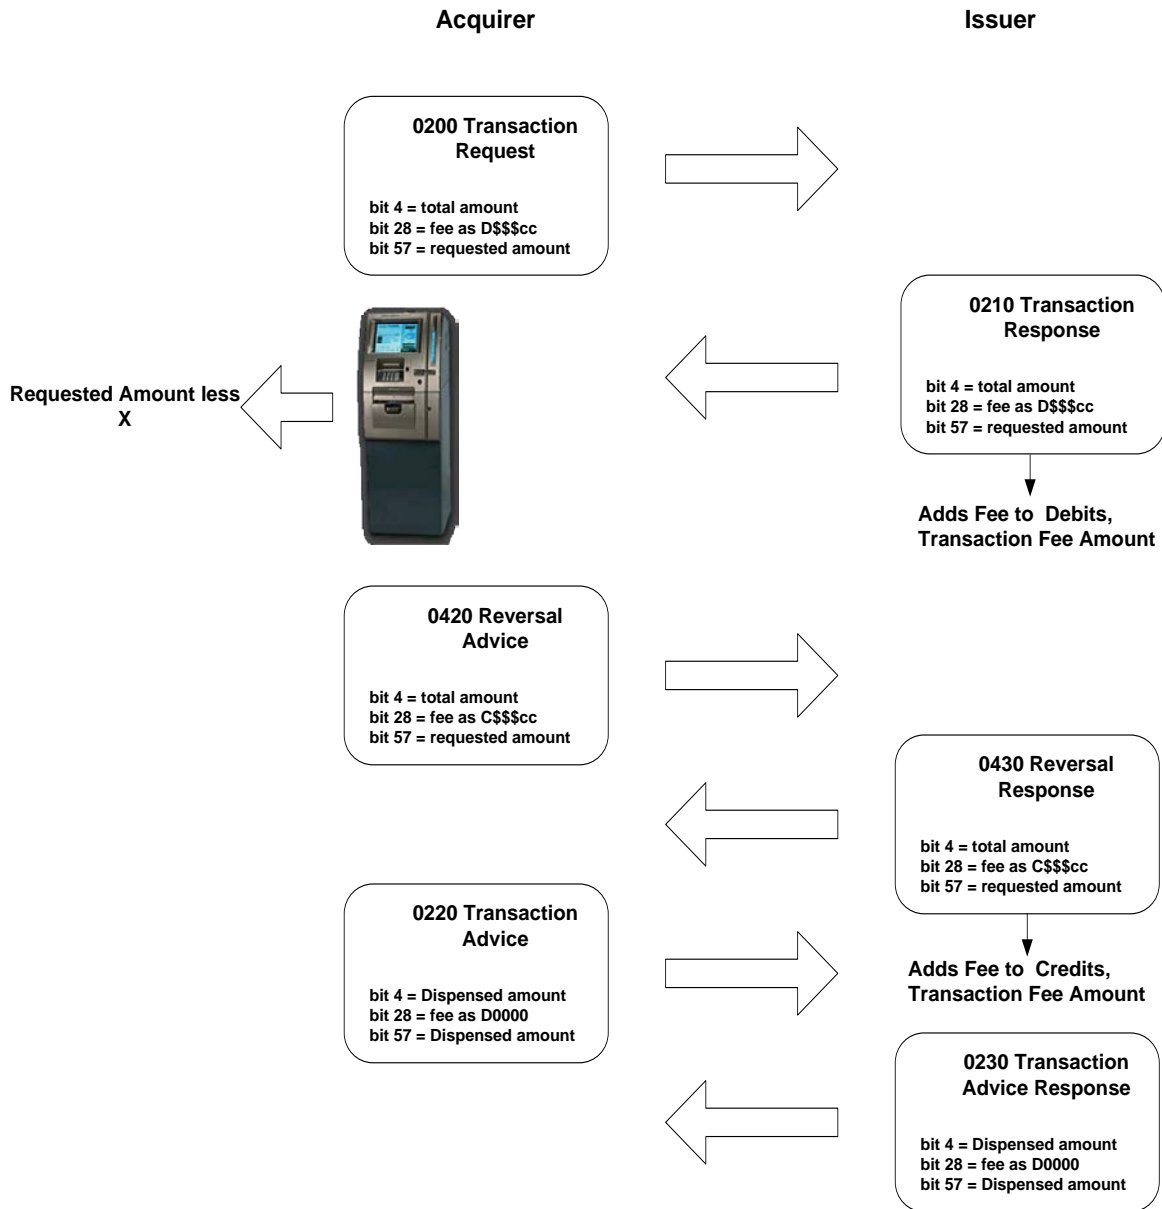 Acquirer
Issuer
0200 Transaction
Request
bit 4 = total amount
bit 28 = fee as D$$$cc
bit 57 = requested amount
0210 Transaction
Response
bit 4 = total amount
bit 28 = fee as D$$$cc
bit 57 = requested amount
Requested Amount less
X
Adds Fee to Debits,
Transaction Fee Amount
0420 Reversal
Advice
bit 4 = total amount
bit 28 = fee as C$$$cc
bit 57 = requested amount
0430 Reversal
Response
bit 4 = total amount
bit 28 = fee as C$$$cc
bit 57 = requested amount
0220 Transaction
Advice
bit 4 = Dispensed amount
bit 28 = fee as D0000
bit 57 = Dispensed amount
Adds Fee to Credits,
Transaction Fee Amount
0230 Transaction
Advice Response
bit 4 = Dispensed amount
bit 28 = fee as D0000
bit 57 = Dispensed amount